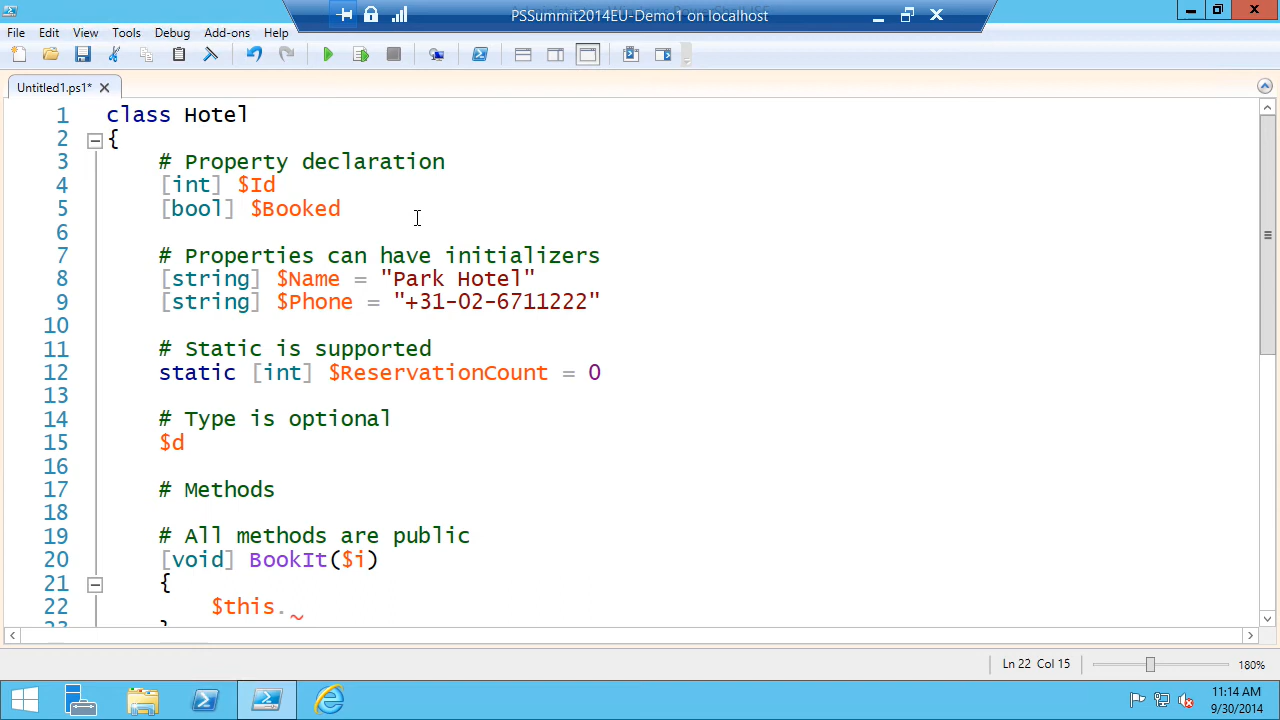 PSSummit2014EU-Demo1 on localhost
File Edit View Tools Debug Add-ons Help
Untitled1.ps1*
1 class Hotel
2 {
3 # Property declaration
4 [int] $Id
5 [bool] $Booked
6
7 # Properties can have initializers
8 [string] $Name = "Park Hotel"
9 [string] $Phone = "+31-02-6711222"
10
11 # Static is supported
12 static [int] $ReservationCount = 0
13
14 # Type is optional
15 $d
16
17 # Methods
18
19 # All methods are public
20 [void] BookIt($i)
21 {
22 $this.
23 }
Ln 22 Col 15 180%
11:14 AM
9/30/2014